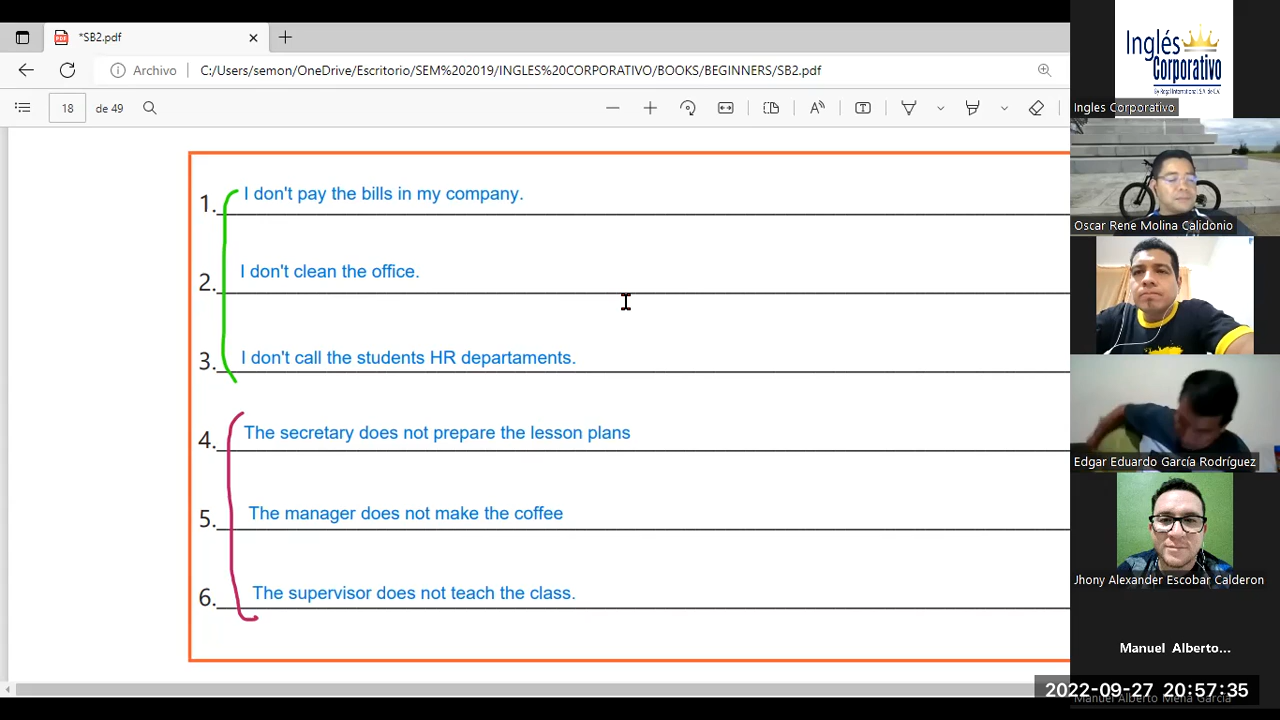 *SB2.pdf
Archivo
C:/Users/semon/OneDrive/Escritorio/SEM%202019/INGLES%20CORPORATIVO/BOOKS/BEGINNERS/SB2.pdf
18 de 49
1. I don't pay the bills in my company.
2. I don't clean the office.
3. I don't call the students HR departaments.
4. The secretary does not prepare the lesson plans
5. The manager does not make the coffee
6. The supervisor does not teach the class.
Inglés
Corporativo
Ingles Corporativo
Oscar Rene Molina Calidonio
Edgar Eduardo García Rodríguez
Jhony Alexander Escobar Calderon
Manuel Alberto...
Manuel Alberto Mena Garcia
2022-09-27 20:57:35